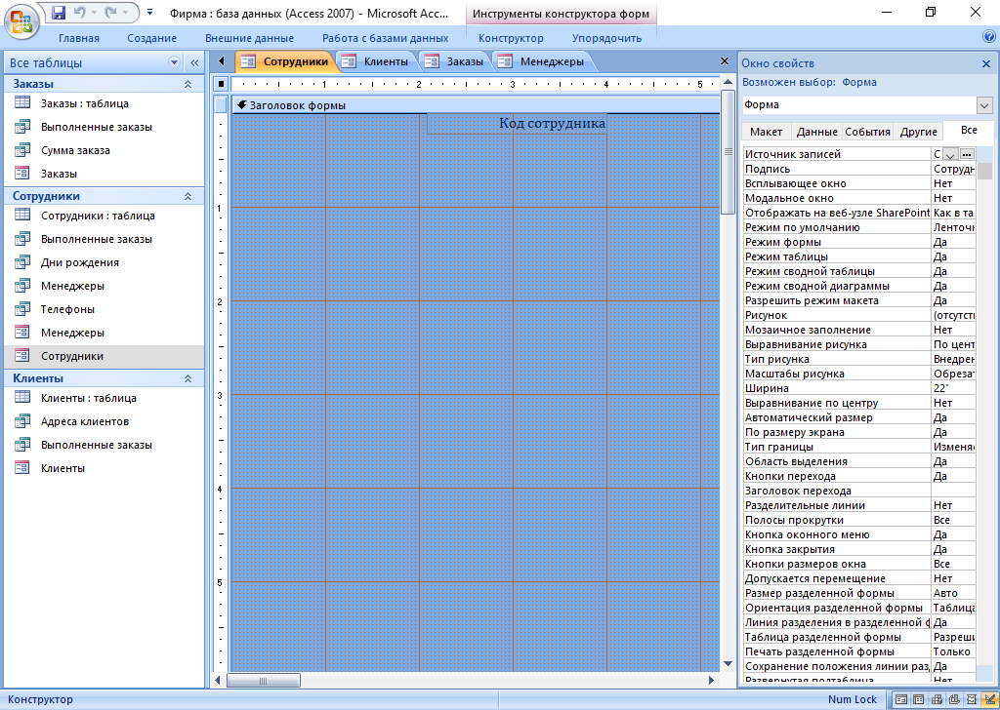 Фирма : база данных (Access 2007) - Microsoft Acc...
Инструменты конструктора форм
Главная
Создание
Внешние данные
Работа с базами данных
Конструктор
Упорядочить
Все таблицы
Заказы
Заказы : таблица
Выполненные заказы
Сумма заказа
Заказы
Сотрудники
Сотрудники : таблица
Выполненные заказы
Дни рождения
Менеджеры
Телефоны
Менеджеры
Сотрудники
Клиенты
Клиенты : таблица
Адреса клиентов
Выполненные заказы
Клиенты
Сотрудники
Клиенты
Заказы
Менеджеры
1 2 3 4 5
Заголовок формы
Код сотрудника
1
2
3
4
5
Окно свойств
Возможен выбор: Форма
Форма
Макет Данные События Другие Все
Источник записей С
Подпись Сотрудн
Всплывающее окно Нет
Модальное окно Нет
Отображать на веб-узле SharePoint Как в та
Режим по умолчанию Ленточн
Режим формы Да
Режим таблицы Да
Режим сводной таблицы Да
Режим сводной диаграммы Да
Разрешить режим макета Да
Рисунок (отсутств
Мозаичное заполнение Нет
Выравнивание рисунка По цент
Тип рисунка Внедрен
Масштабы рисунка Обрезат
Ширина 22"
Выравнивание по центру Нет
Автоматический размер Да
По размеру экрана Да
Тип границы Изменяе
Область выделения Да
Кнопки перехода Да
Заголовок перехода
Разделительные линии Нет
Полосы прокрутки Все
Кнопка оконного меню Да
Кнопка закрытия Да
Кнопки размеров окна Все
Допускается перемещение Нет
Размер разделенной формы Авто
Ориентация разделенной формы Таблица
Линия разделения в разделенной ф Да
Таблица разделенной формы Разреши
Печать разделенной формы Только
Сохранение положения линии раз Да
Развернутая подтаблица Нет
Конструктор
Num Lock